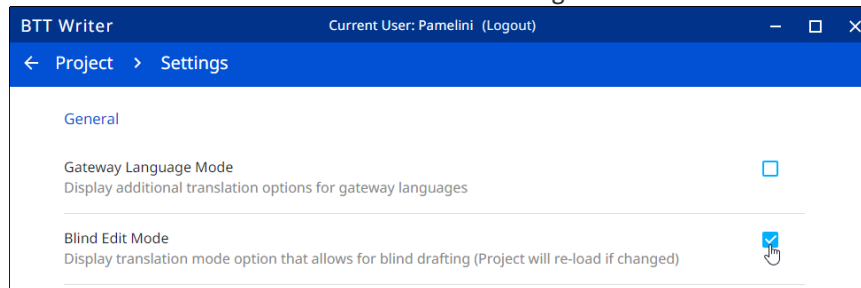 BTT Writer Current User: Pamelini (Logout)
Project > Settings
General
Gateway Language Mode
Display additional translation options for gateway languages
Blind Edit Mode
Display translation mode option that allows for blind drafting (Project will re-load if changed)